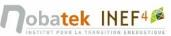 Nobatek INEF4
INSTITUT POUR LA TRANSITION ÉNERGÉTIQUE